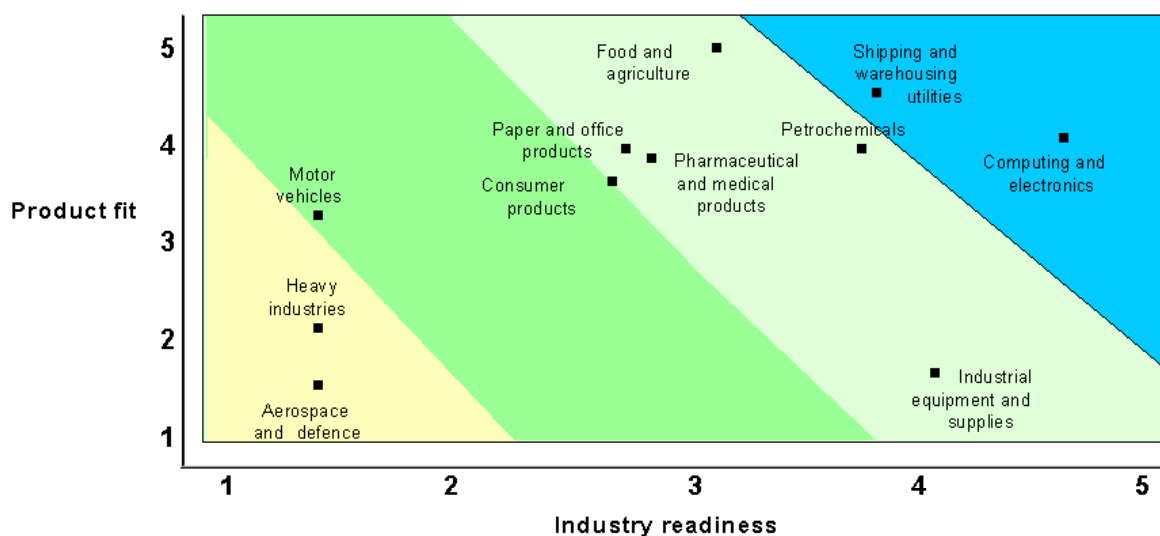 5
Food and
agriculture
Shipping and
warehousing
utilities
4
Paper and office
products
Petrochemicals
Pharmaceutical
and medical
products
Computing and
electronics
Motor
vehicles
Consumer
products
Product fit
3
Heavy
industries
2
Industrial
equipment and
supplies
Aerospace
and defence
1
1 2 3 4 5
Industry readiness